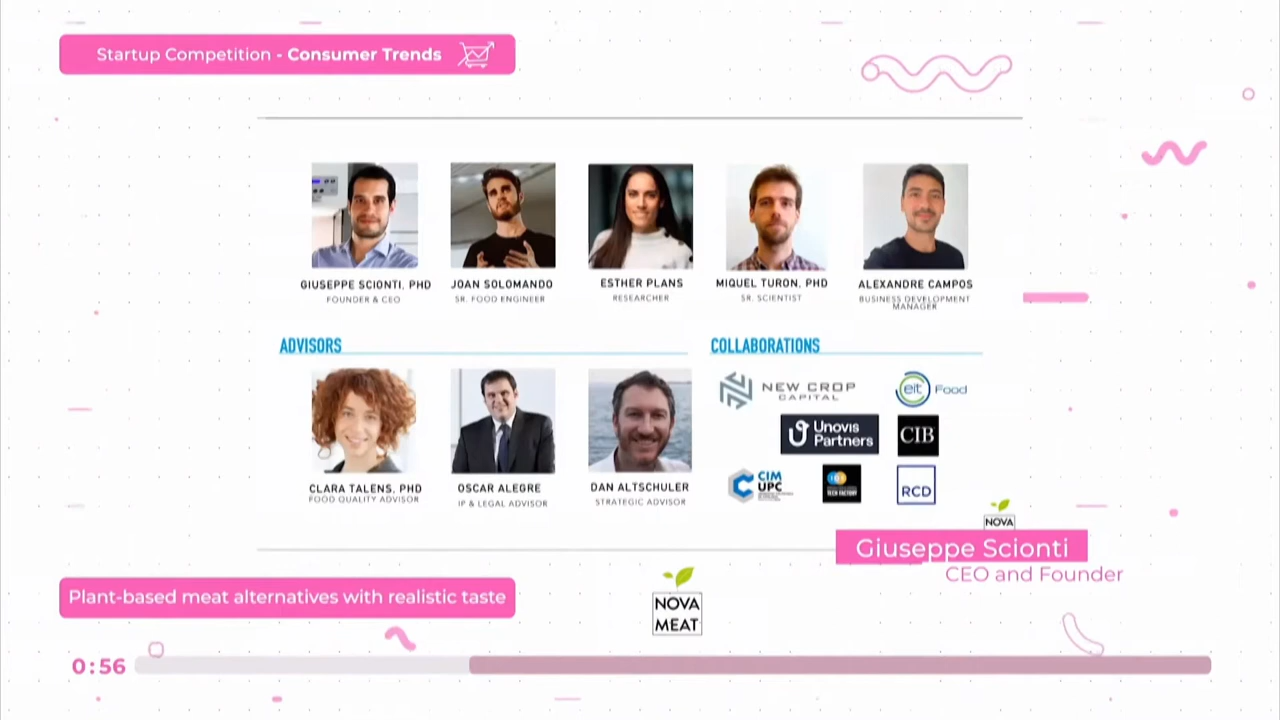 Startup Competition - Consumer Trends
GIUSEPPE SCIONTI, PHD
FOUNDER & CEO
JOAN SOLOMANDO
SR. FOOD ENGINEER
ESTHER PLANS
RESEARCHER
MIQUEL TURON, PHD
SR. SCIENTIST
ALEXANDRE CAMPOS
BUSINESS DEVELOPMENT
MANAGER
ADVISORS
CLARA TALENS, PHD
FOOD QUALITY ADVISOR
OSCAR ALEGRE
IP & LEGAL ADVISOR
DAN ALTSCHULER
STRATEGIC ADVISOR
COLLABORATIONS
NEW CROP
CAPITAL
eit Food
Unovis
Partners
CIB
CIM
UPC
TECH FACTORY
RCD
NOVA
Giuseppe Scionti
CEO and Founder
Plant-based meat alternatives with realistic taste
NOVA
MEAT
0:56